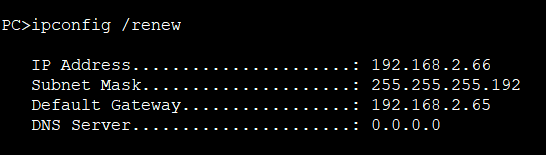 PC>ipconfig /renew
IP Address......................: 192.168.2.66
Subnet Mask.....................: 255.255.255.192
Default Gateway.................: 192.168.2.65
DNS Server......................: 0.0.0.0